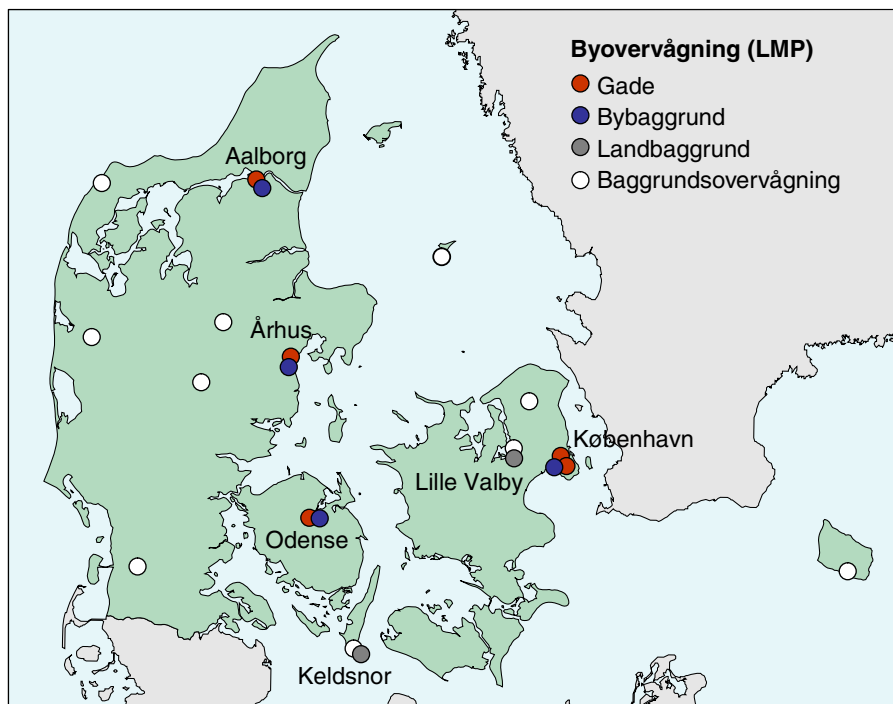 Byovervågning (LMP)
Gade
Bybaggrund
Landbaggrund
Baggrundsovervågning
Aalborg
Århus
København
Lille Valby
Odense
Keldsnor